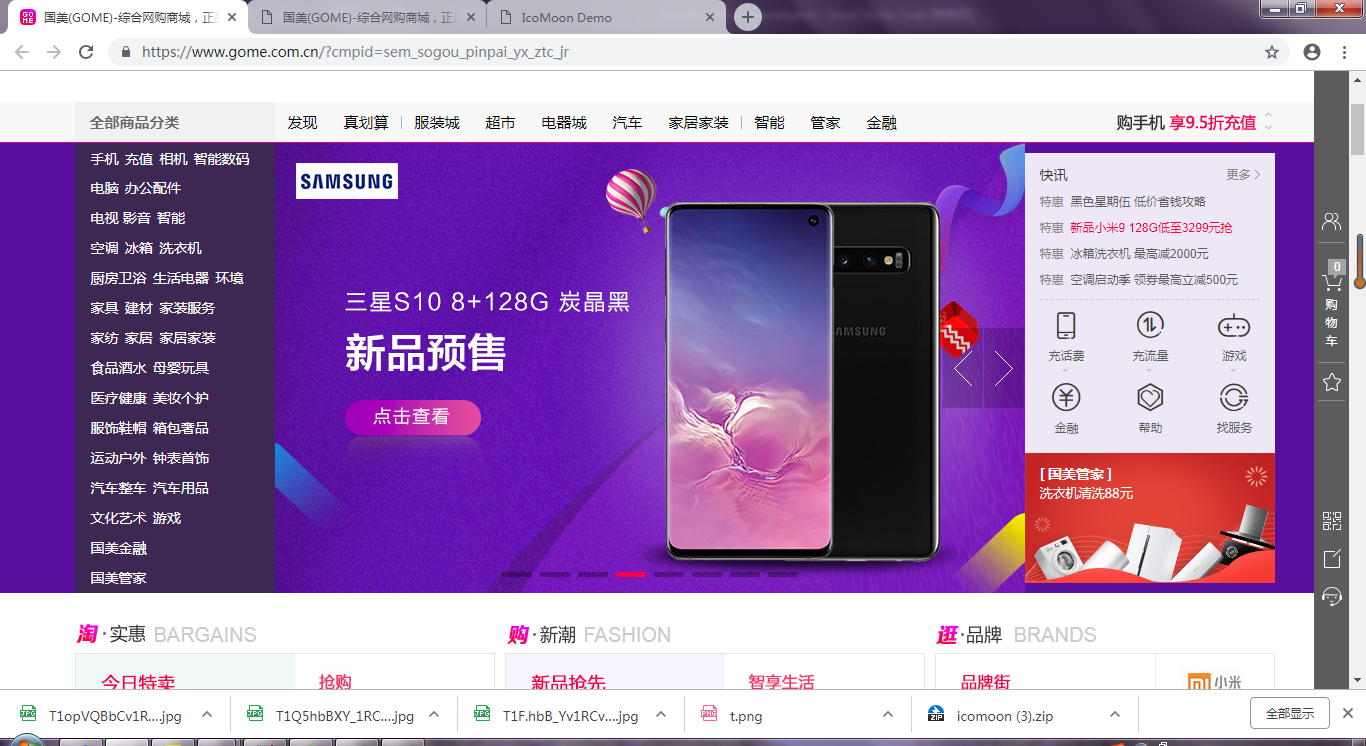 国美(GOME)-综合网购商城，正品
国美(GOME)-综合网购商城，正品
IcoMoon Demo
https://www.gome.com.cn/?cmpid=sem_sogou_pinpai_yx_ztc_jr
全部商品分类
发现 真划算 服装城 超市 电器城 汽车 家居家装 智能 管家 金融
购手机 享9.5折充值
手机 充值 相机 智能数码
电脑 办公配件
电视 影音 智能
空调 冰箱 洗衣机
厨房卫浴 生活电器 环境
家具 建材 家装服务
家纺 家居 家居家装
食品酒水 母婴玩具
医疗健康 美妆个护
服饰鞋帽 箱包奢品
运动户外 钟表首饰
汽车整车 汽车用品
文化艺术 游戏
国美金融
国美管家
SAMSUNG
三星S10 8+128G 炭晶黑
新品预售
点击查看
SAMSUNG
快讯
更多
特惠 黑色星期伍 低价省钱攻略
特惠 新品小米9 128G低至3299元抢
特惠 冰箱洗衣机 最高减2000元
特惠 空调启动季 领券最高立减500元
充话费 充流量 游戏
金融 帮助 找服务
[ 国美管家 ]
洗衣机清洗88元
0
购
物
车
淘·实惠 BARGAINS
购·新潮 FASHION
逛·品牌 BRANDS
今日特卖
抢购
新品抢先
智享生活
品牌街
小米
T1opVQBbCv1R....jpg
T1Q5hbBXY_1RC....jpg
T1F.hbB_Yv1RCv....jpg
t.png
icomoon (3).zip
全部显示